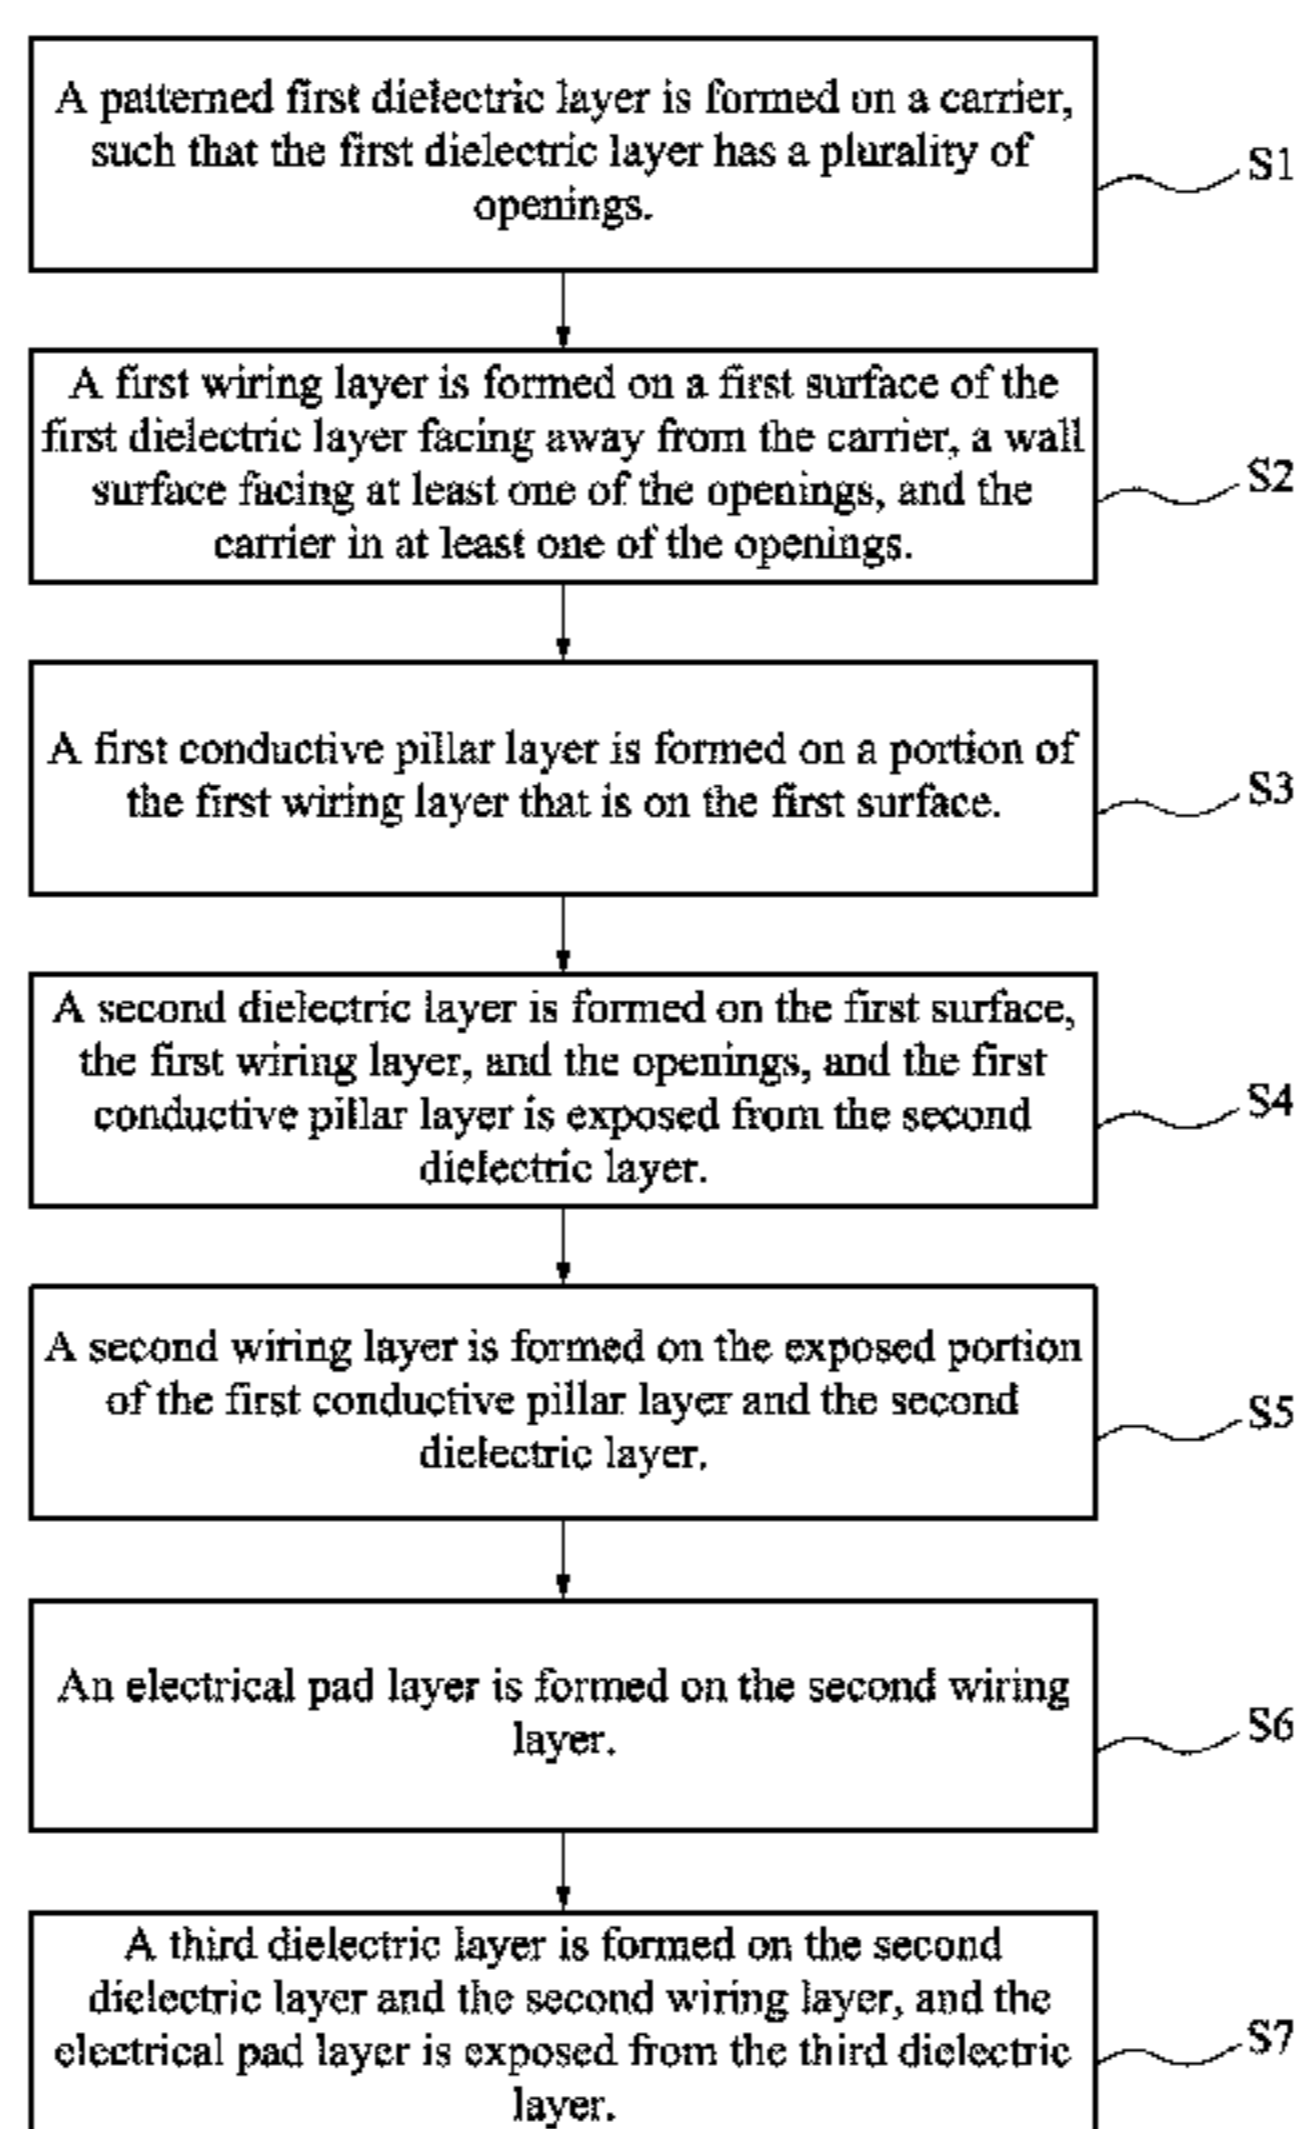 A patterned first dielectric layer is formed on a carrier,
such that the first dielectric layer has a plurality of
openings.
S1
A first wiring layer is formed on a first surface of the
first dielectric layer facing away from the carrier, a wall
surface facing at least one of the openings, and the
carrier in at least one of the openings.
S2
A first conductive pillar layer is formed on a portion of
the first wiring layer that is on the first surface.
S3
A second dielectric layer is formed on the first surface,
the first wiring layer, and the openings, and the first
conductive pillar layer is exposed from the second
dielectric layer.
S4
A second wiring layer is formed on the exposed portion
of the first conductive pillar layer and the second
dielectric layer.
S5
An electrical pad layer is formed on the second wiring
layer.
S6
A third dielectric layer is formed on the second
dielectric layer and the second wiring layer, and the
electrical pad layer is exposed from the third dielectric
layer.
S7